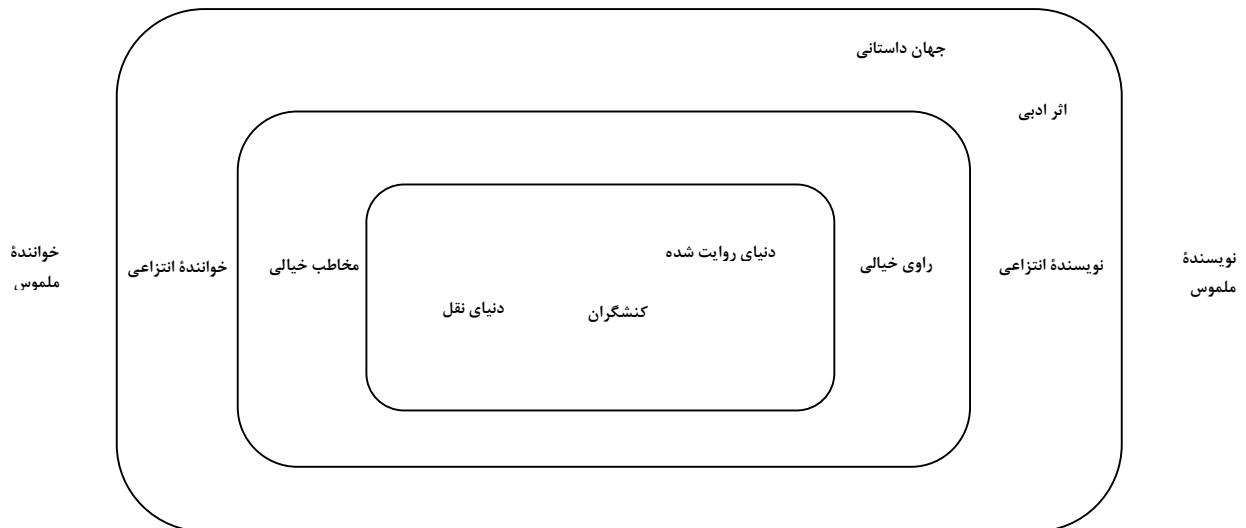 جهان داستانی
اثر ادبی
نویسندهٔ
ملموس
نویسندهٔ انتزاعی
راوی خیالی
دنیای روایت شده
کنشگران
دنیای نقل
مخاطب خیالی
خوانندهٔ انتزاعی
خوانندهٔ
ملموس